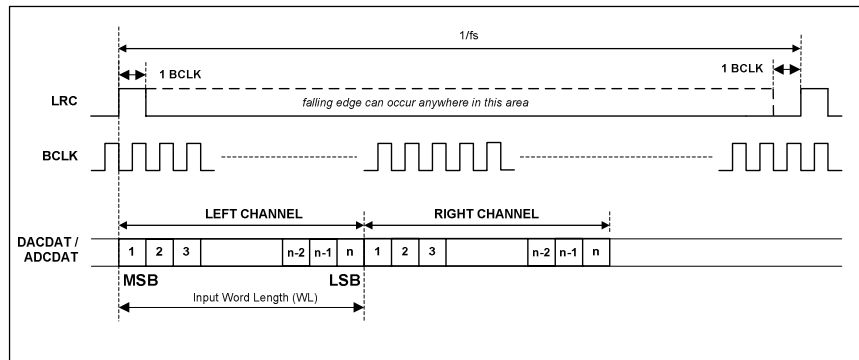 1/fs
1 BCLK
1 BCLK
LRC
falling edge can occur anywhere in this area
BCLK
LEFT CHANNEL
RIGHT CHANNEL
DACDAT /
ADCDAT
1 2 3 n-2 n-1 n 1 2 3 n-2 n-1 n
MSB LSB
Input Word Length (WL)